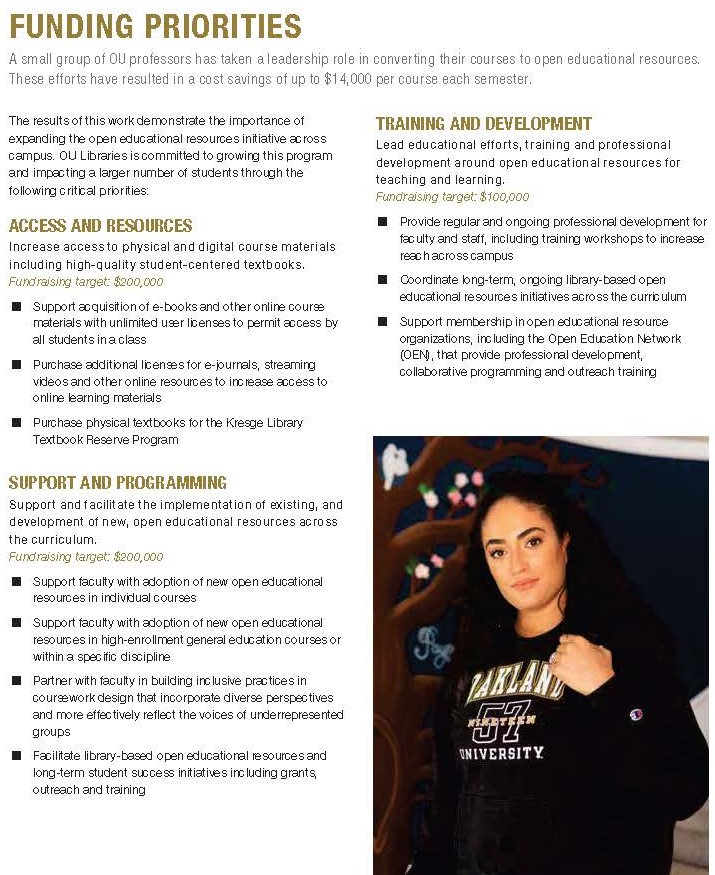 FUNDING PRIORITIES
A small group of OU professors has taken a leadership role in converting their courses to open educational resources.
These efforts have resulted in a cost savings of up to $14,000 per course each semester.
The results of this work demonstrate the importance of
expanding the open educational resources initiative across
campus. OU Libraries is committed to growing this program
and impacting a larger number of students through the
following critical priorities:
ACCESS AND RESOURCES
Increase access to physical and digital course materials
including high-quality student-centered textbooks.
Fundraising target: $200,000
■ Support acquisition of e-books and other online course
materials with unlimited user licenses to permit access by
all students in a class
■ Purchase additional licenses for e-journals, streaming
videos and other online resources to increase access to
online learning materials
■ Purchase physical textbooks for the Kresge Library
Textbook Reserve Program
SUPPORT AND PROGRAMMING
Support and facilitate the implementation of existing, and
development of new, open educational resources across
the curriculum.
Fundraising target: $200,000
■ Support faculty with adoption of new open educational
resources in individual courses
■ Support faculty with adoption of new open educational
resources in high-enrollment general education courses or
within a specific discipline
■ Partner with faculty in building inclusive practices in
coursework design that incorporate diverse perspectives
and more effectively reflect the voices of underrepresented
groups
■ Facilitate library-based open educational resources and
long-term student success initiatives including grants,
outreach and training
TRAINING AND DEVELOPMENT
Lead educational efforts, training and professional
development around open educational resources for
teaching and learning.
Fundraising target: $100,000
■ Provide regular and ongoing professional development for
faculty and staff, including training workshops to increase
reach across campus
■ Coordinate long-term, ongoing library-based open
educational resources initiatives across the curriculum
■ Support membership in open educational resource
organizations, including the Open Education Network
(OEN), that provide professional development,
collaborative programming and outreach training
OAKLAND
57
NINETEEN
UNIVERSITY